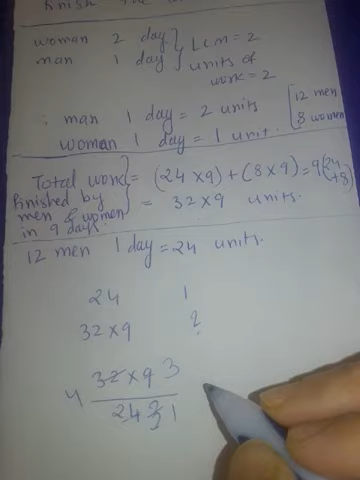 finish the
woman 2 day } LCM = 2
man 1 day } units of
work = 2
∴ man 1 day = 2 units [12 men
woman 1 day = 1 unit. 8 women
Total work } = (24 × 9) + (8 × 9) = 9(24
finished by +8)
men & women } = 32 × 9 units.
in 9 days
12 men 1 day = 24 units.
24 1
32 × 9 ?
4 32 × 9 3
24 3 1